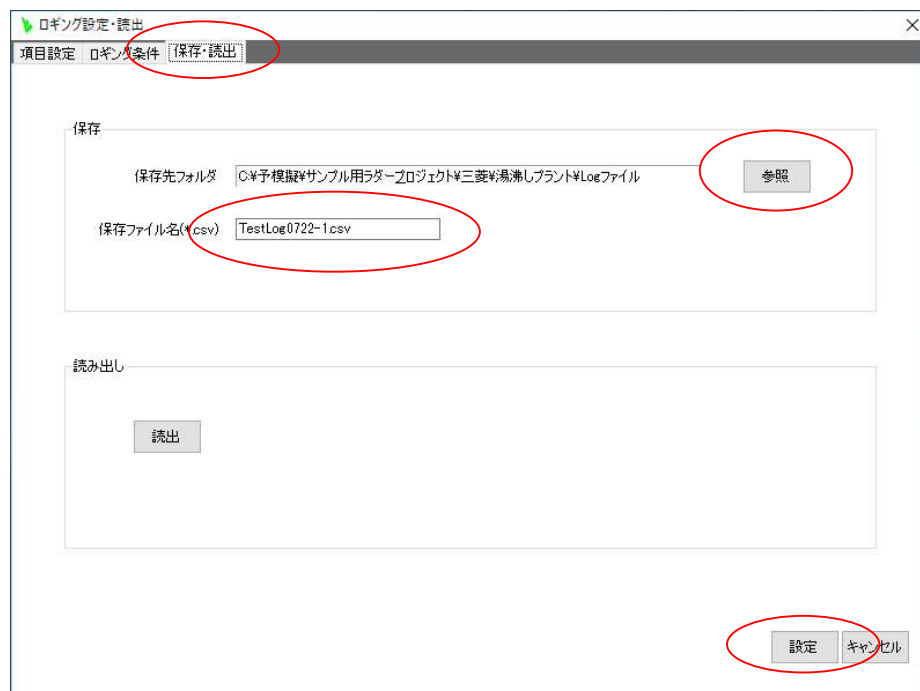 ロギング設定・読出
項目設定 ロギング条件 保存・読出
保存
保存先フォルダ C:¥予模擬¥サンプル用ラダープロジェクト¥三菱¥湯沸しプラント¥Logファイル 参照
保存ファイル名(*.csv) TestLog0722-1.csv
読み出し
読出
設定 キャンセル